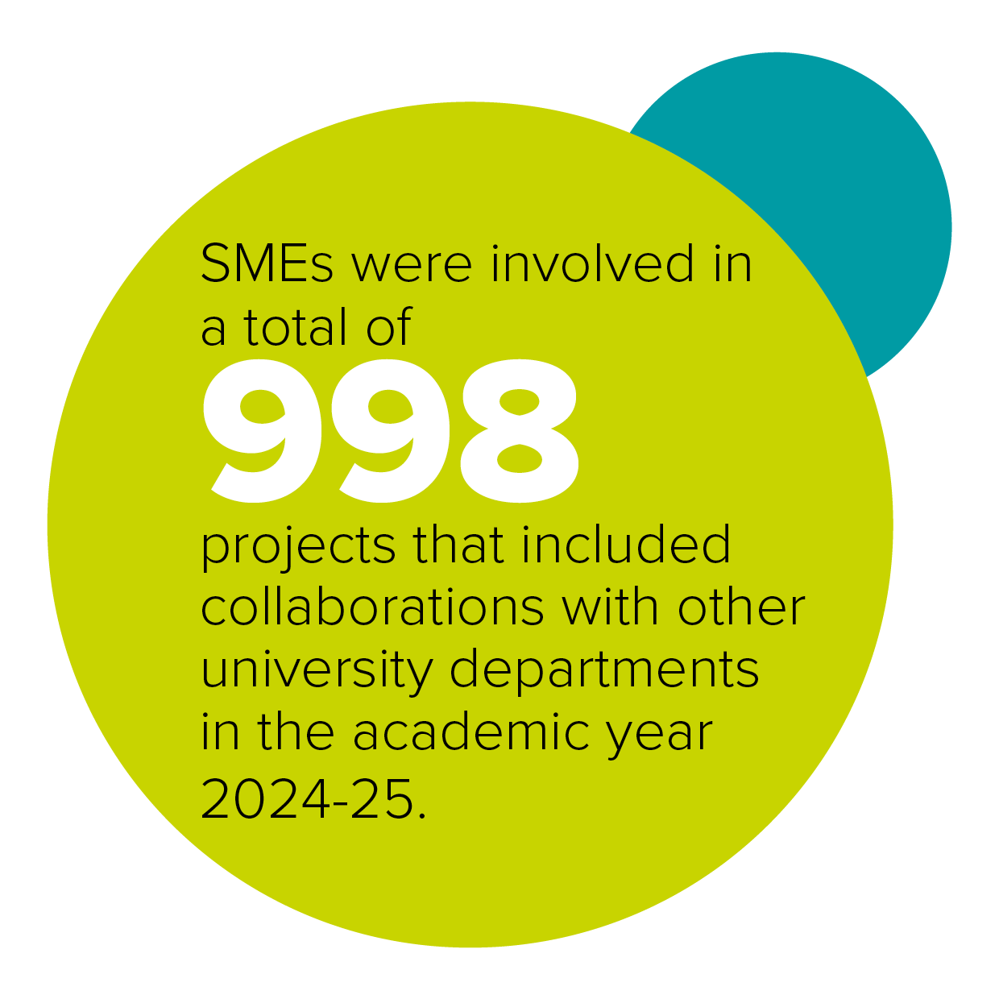 SMEs were involved in
a total of
998
projects that included
collaborations with other
university departments
in the academic year
2024-25.